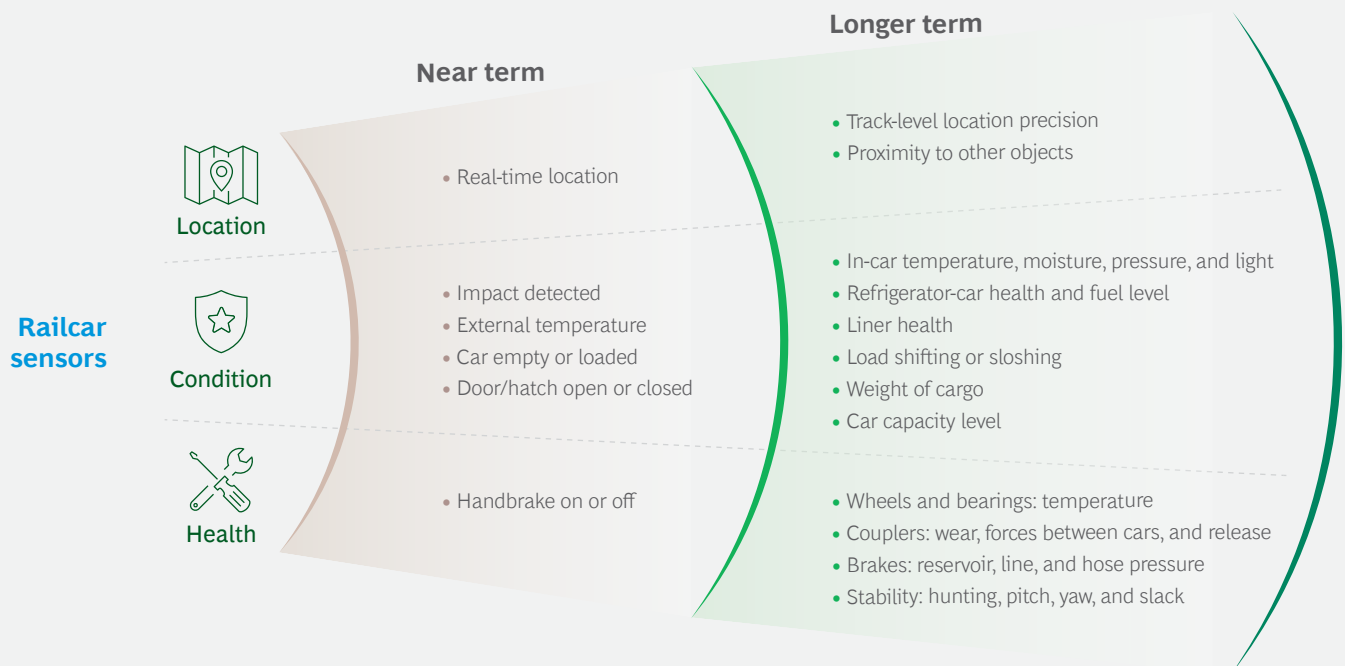 Longer term
Near term
Railcar
sensors
Location
• Real-time location
• Track-level location precision
• Proximity to other objects
Condition
• Impact detected
• External temperature
• Car empty or loaded
• Door/hatch open or closed
• In-car temperature, moisture, pressure, and light
• Refrigerator-car health and fuel level
• Liner health
• Load shifting or sloshing
• Weight of cargo
• Car capacity level
Health
• Handbrake on or off
• Wheels and bearings: temperature
• Couplers: wear, forces between cars, and release
• Brakes: reservoir, line, and hose pressure
• Stability: hunting, pitch, yaw, and slack